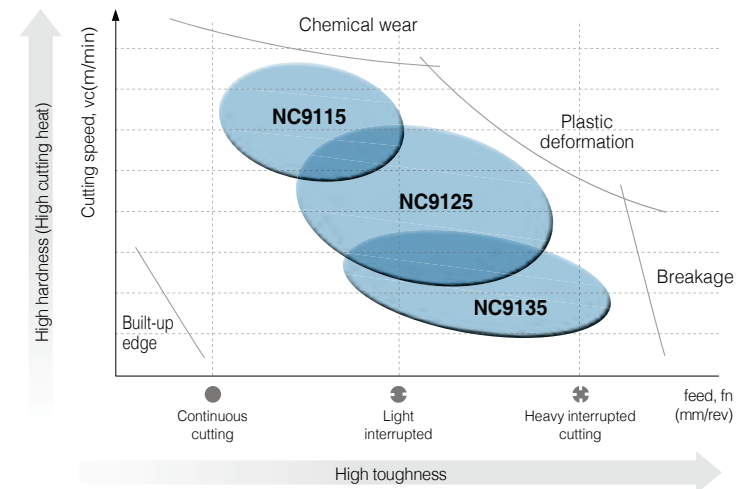 High hardness (High cutting heat)
Cutting speed, vc(m/min)
Chemical wear
NC9115
Plastic
deformation
NC9125
Breakage
NC9135
Built-up
edge
Continuous
cutting
Light
interrupted
Heavy interrupted
cutting
feed, fn
(mm/rev)
High toughness